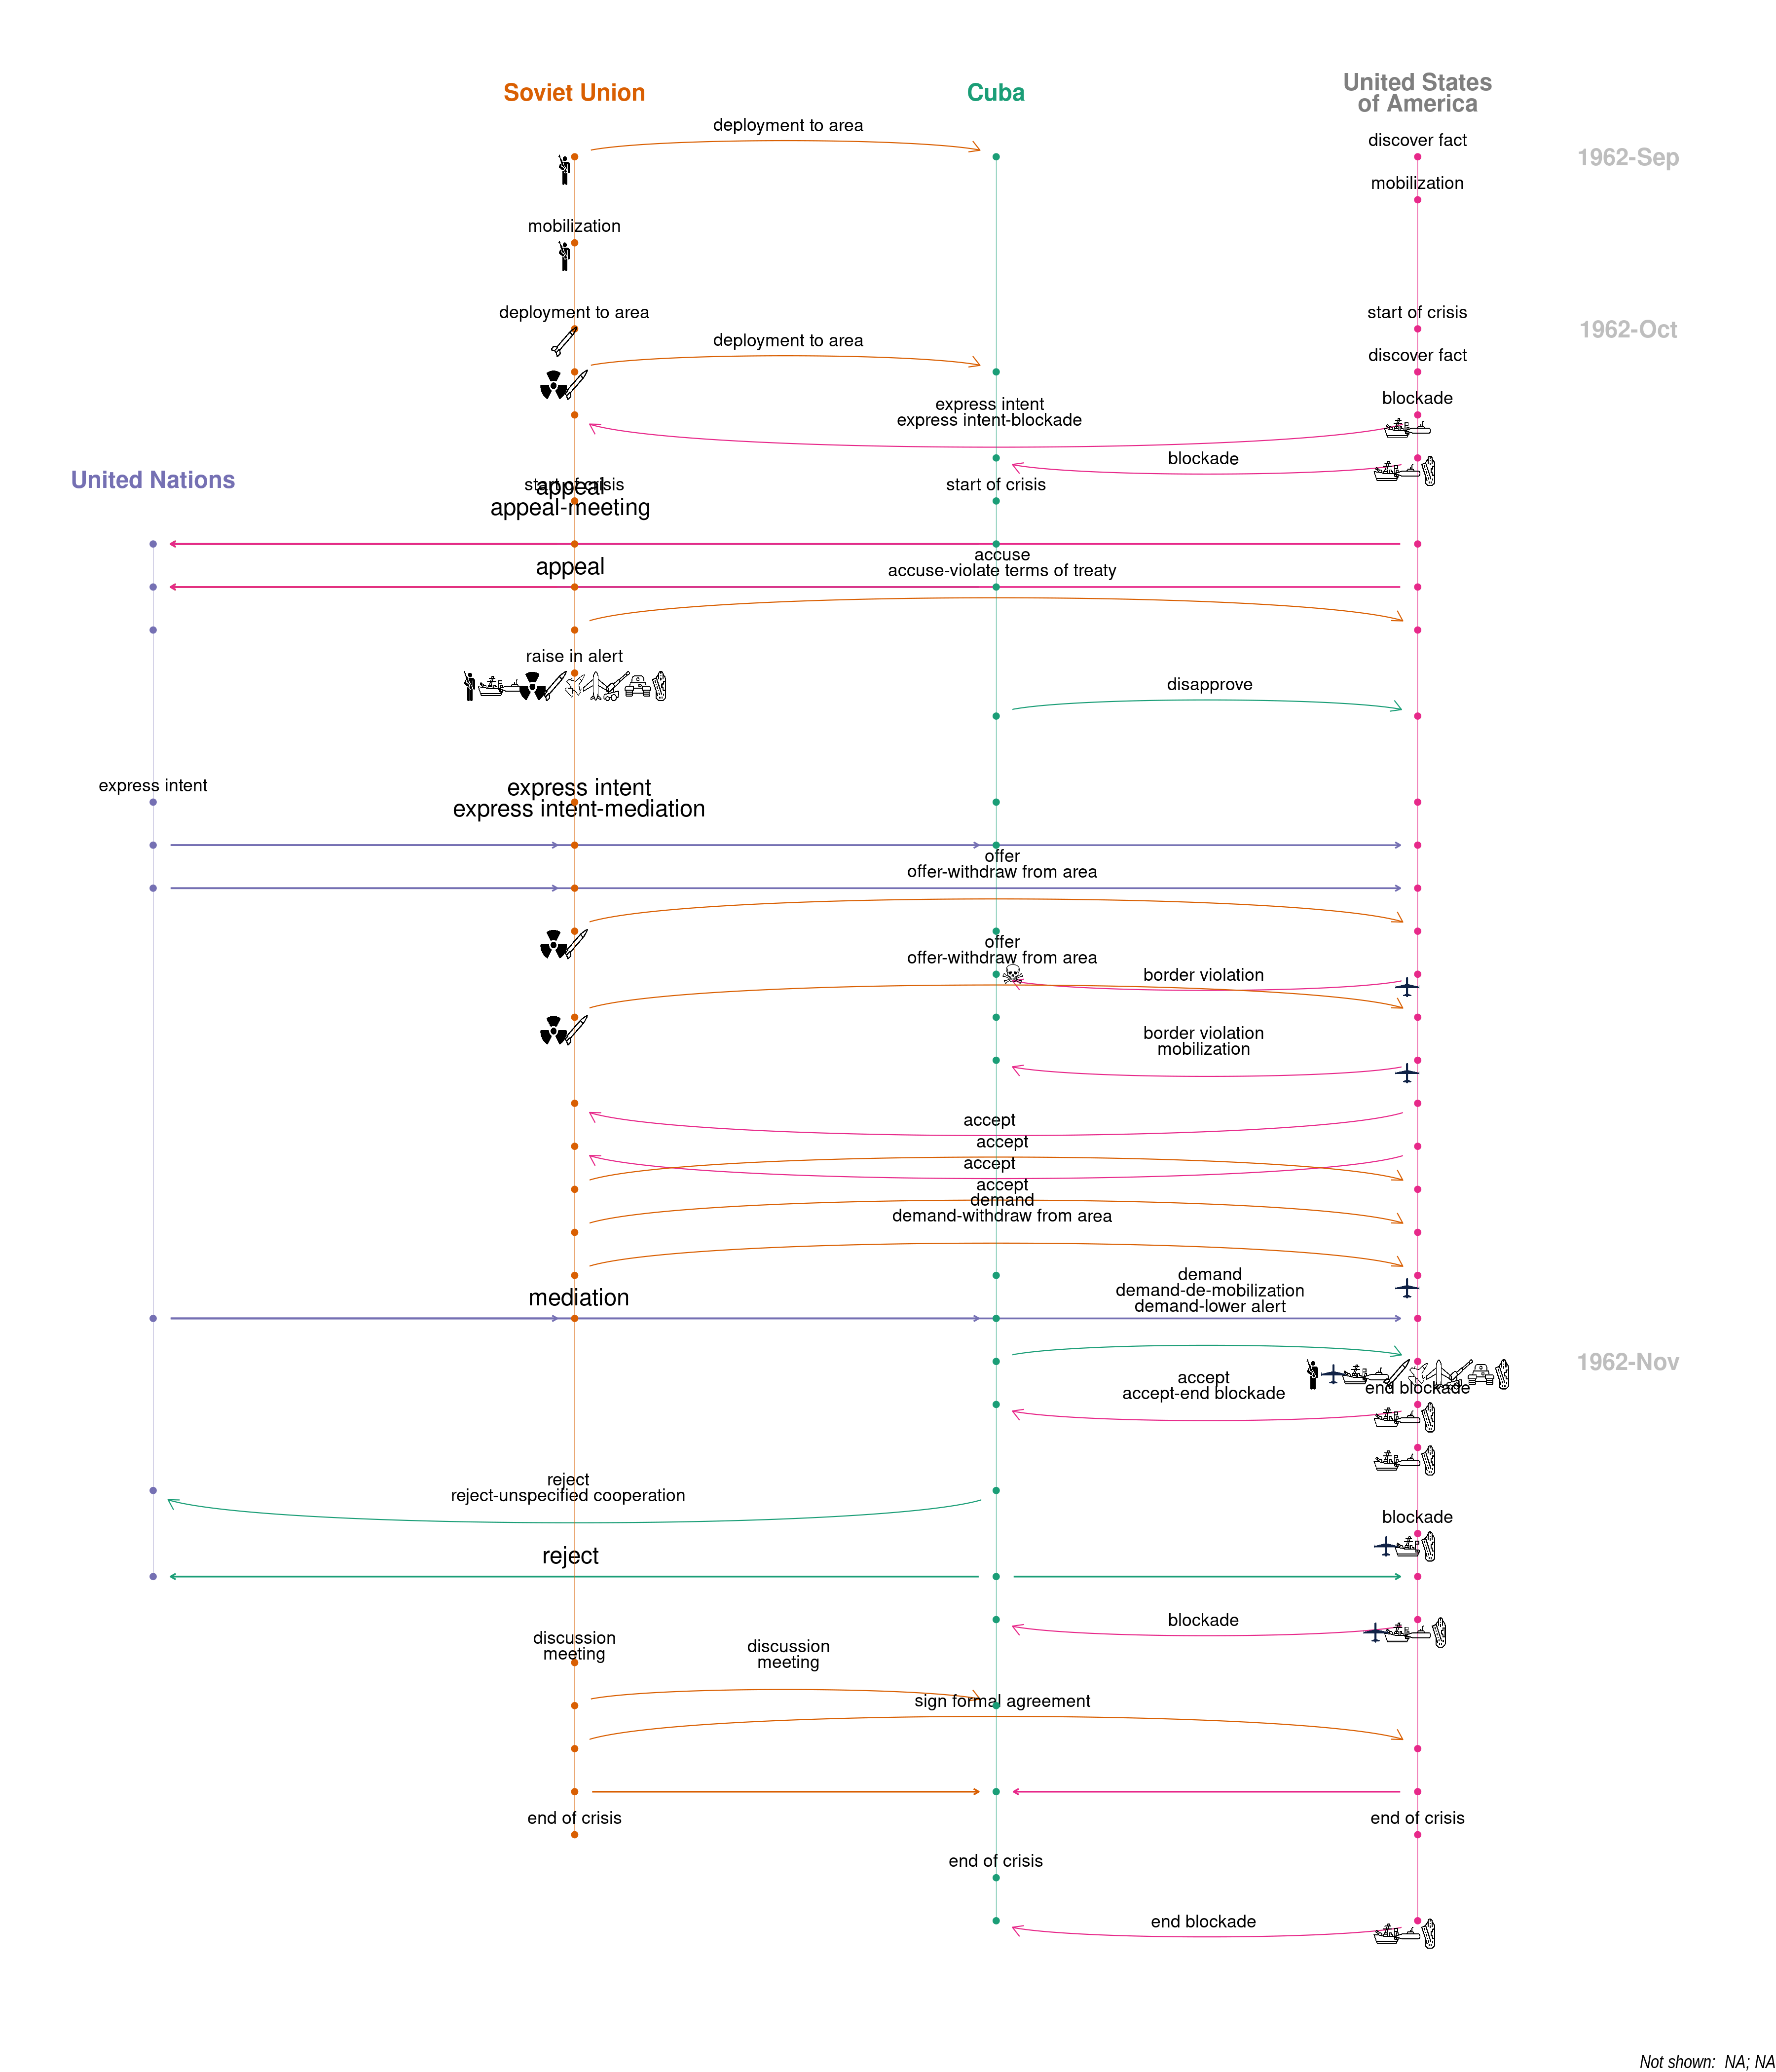 United States
of America
Soviet Union
Cuba
deployment to area
discover fact
1962-Sep
mobilization
mobilization
deployment to area
start of crisis
1962-Oct
deployment to area
discover fact
blockade
express intent
express intent-blockade
blockade
United Nations
start of crisis
appeal
start of crisis
appeal-meeting
accuse
appeal
accuse-violate terms of treaty
raise in alert
disapprove
express intent
express intent
express intent-mediation
offer
offer-withdraw from area
offer
offer-withdraw from area
border violation
border violation
mobilization
accept
accept
accept
accept
demand
demand-withdraw from area
demand
demand-de-mobilization
mediation
demand-lower alert
1962-Nov
accept
accept-end blockade
end blockade
reject
reject-unspecified cooperation
blockade
reject
blockade
discussion
meeting
discussion
meeting
sign formal agreement
end of crisis
end of crisis
end of crisis
end blockade
Not shown: NA; NA